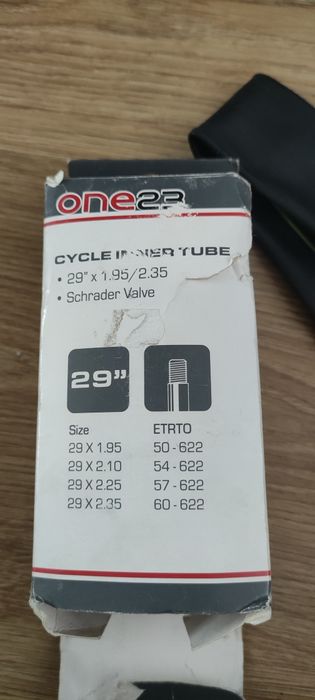 one23
CYCLE INNER TUBE
• 29" x 1.95/2.35
• Schrader Valve
29"
Size ETRTO
29 X 1.95 50 - 622
29 X 2.10 54 - 622
29 X 2.25 57 - 622
29 X 2.35 60 - 622